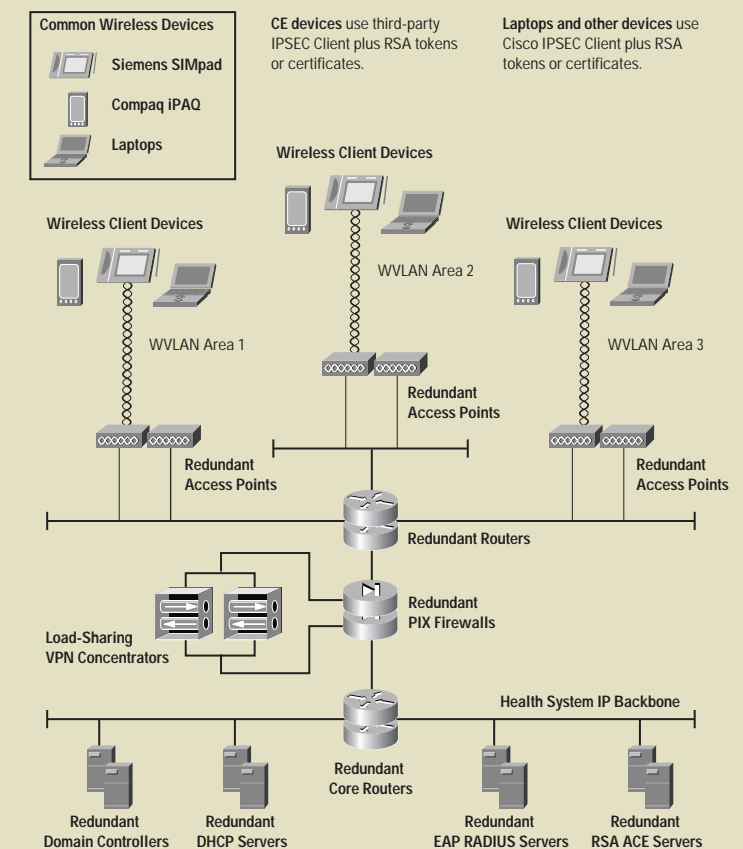 Common Wireless Devices
Siemens SIMpad
Compaq iPAQ
Laptops
CE devices use third-party
IPSEC Client plus RSA tokens
or certificates.
Laptops and other devices use
Cisco IPSEC Client plus RSA
tokens or certificates.
Wireless Client Devices
Wireless Client Devices
Wireless Client Devices
WVLAN Area 2
WVLAN Area 1
WVLAN Area 3
Redundant
Access Points
Redundant
Access Points
Redundant
Access Points
Redundant Routers
Redundant
PIX Firewalls
Load-Sharing
VPN Concentrators
Health System IP Backbone
Redundant
Core Routers
Redundant
Domain Controllers
Redundant
DHCP Servers
Redundant
EAP RADIUS Servers
Redundant
RSA ACE Servers